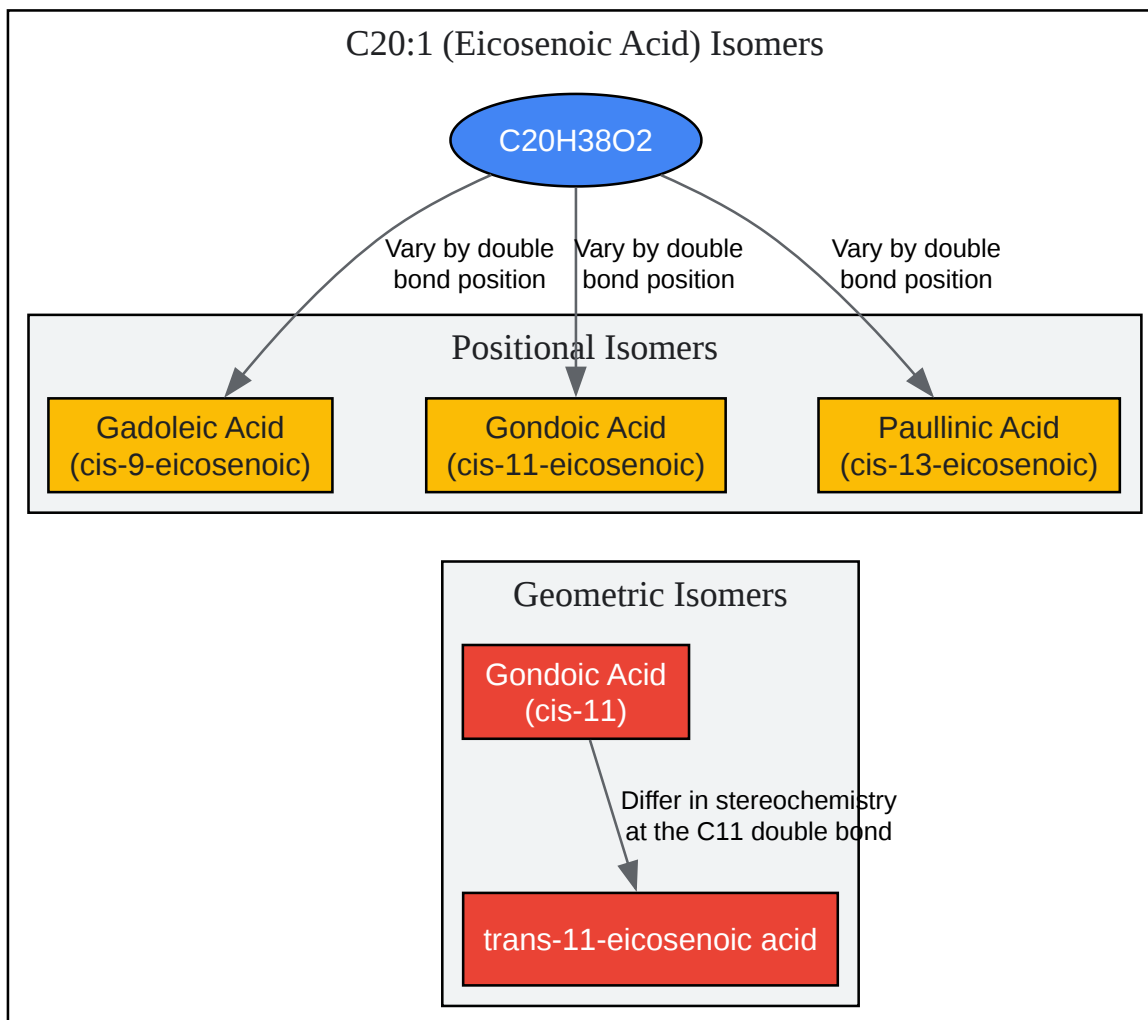 C20:1 (Eicosenoic Acid) Isomers
C20H38O2
Vary by double
bond position
Vary by double
bond position
Vary by double
bond position
Positional Isomers
Gadoleic Acid
(cis-9-eicosenoic)
Gondoic Acid
(cis-11-eicosenoic)
Paullinic Acid
(cis-13-eicosenoic)
Geometric Isomers
Gondoic Acid
(cis-11)
Differ in stereochemistry
at the C11 double bond
trans-11-eicosenoic acid